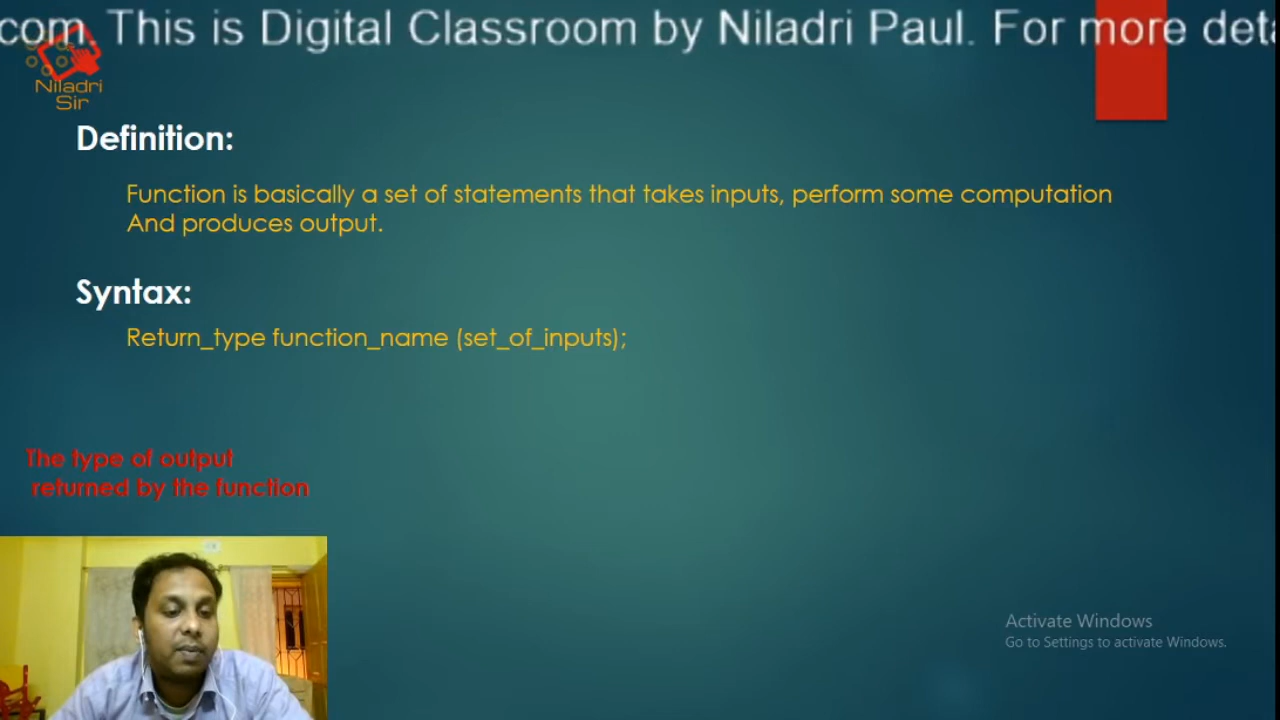 com. This is Digital Classroom by Niladri Paul. For more deta
Niladri
Sir
Definition:
Function is basically a set of statements that takes inputs, perform some computation
And produces output.
Syntax:
Return_type function_name (set_of_inputs);
The type of output
returned by the function
Activate Windows
Go to Settings to activate Windows.